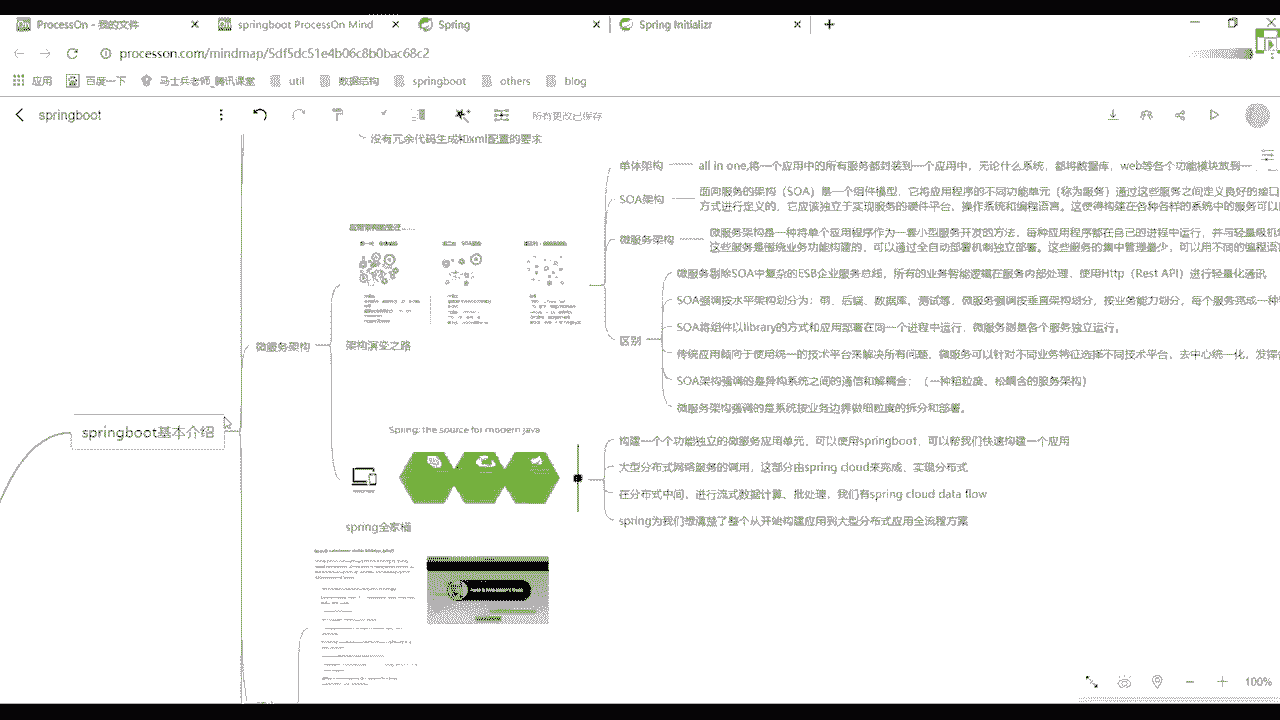 ProcessOn - 我的文件
springboot ProcessOn Mind
Spring
Spring Initializr
processon.com/mindmap/5df5dc51e4b06c8b0bac68c2
应用
百度一下
马士兵老师_腾讯课堂
util
数据结构
springboot
others
blog
springboot
所有更改已保存
没有冗余代码生成和xml配置的要求
单体架构
all in one,将一个应用中的所有服务都封装到一个应用中，无论什么系统，都将数据库，web等各个功能模块放到一
SOA架构
面向服务的架构（SOA）是一个组件模型，它将应用程序的不同功能单元（称为服务）通过这些服务之间定义良好的接口
方式进行定义的，它应该独立于实现服务的硬件平台、操作系统和编程语言。这使得构建在各种各样的系统中的服务可以
微服务架构
微服务架构是一种将单个应用程序作为一套小型服务开发的方法，每种应用程序都在自己的进程中运行，并与轻量级机
这些服务是围绕业务功能构建的，可以通过全自动部署机制独立部署。这些服务的集中管理最少，可以用不同的编程语
区别
微服务剔除SOA中复杂的ESB企业服务总线，所有的业务智能逻辑在服务内部处理，使用Http（Rest API）进行轻量化通讯
SOA强调按水平架构划分为：前、后端、数据库、测试等，微服务强调按垂直架构划分，按业务能力划分，每个服务完成一种
SOA将组件以library的方式和应用部署在同一个进程中运行，微服务则是各个服务独立运行。
传统应用倾向于使用统一的技术平台来解决所有问题，微服务可以针对不同业务特征选择不同技术平台，去中心统一化，发挥
SOA架构强调的是异构系统之间的通信和解耦合；（一种粗粒度、松耦合的服务架构）
微服务架构强调的是系统按业务边界做细粒度的拆分和部署。
微服务架构
架构演变之路
springboot基本介绍
Spring: the source for modern java
构建一个个功能独立的微服务应用单元，可以使用springboot，可以帮我们快速构建一个应用
大型分布式网络服务的调用，这部分由spring cloud来完成，实现分布式
在分布式中间，进行流式数据计算、批处理，我们有spring cloud data flow
spring为我们想清楚了整个从开始构建应用到大型分布式应用全流程方案
spring全家桶
100%